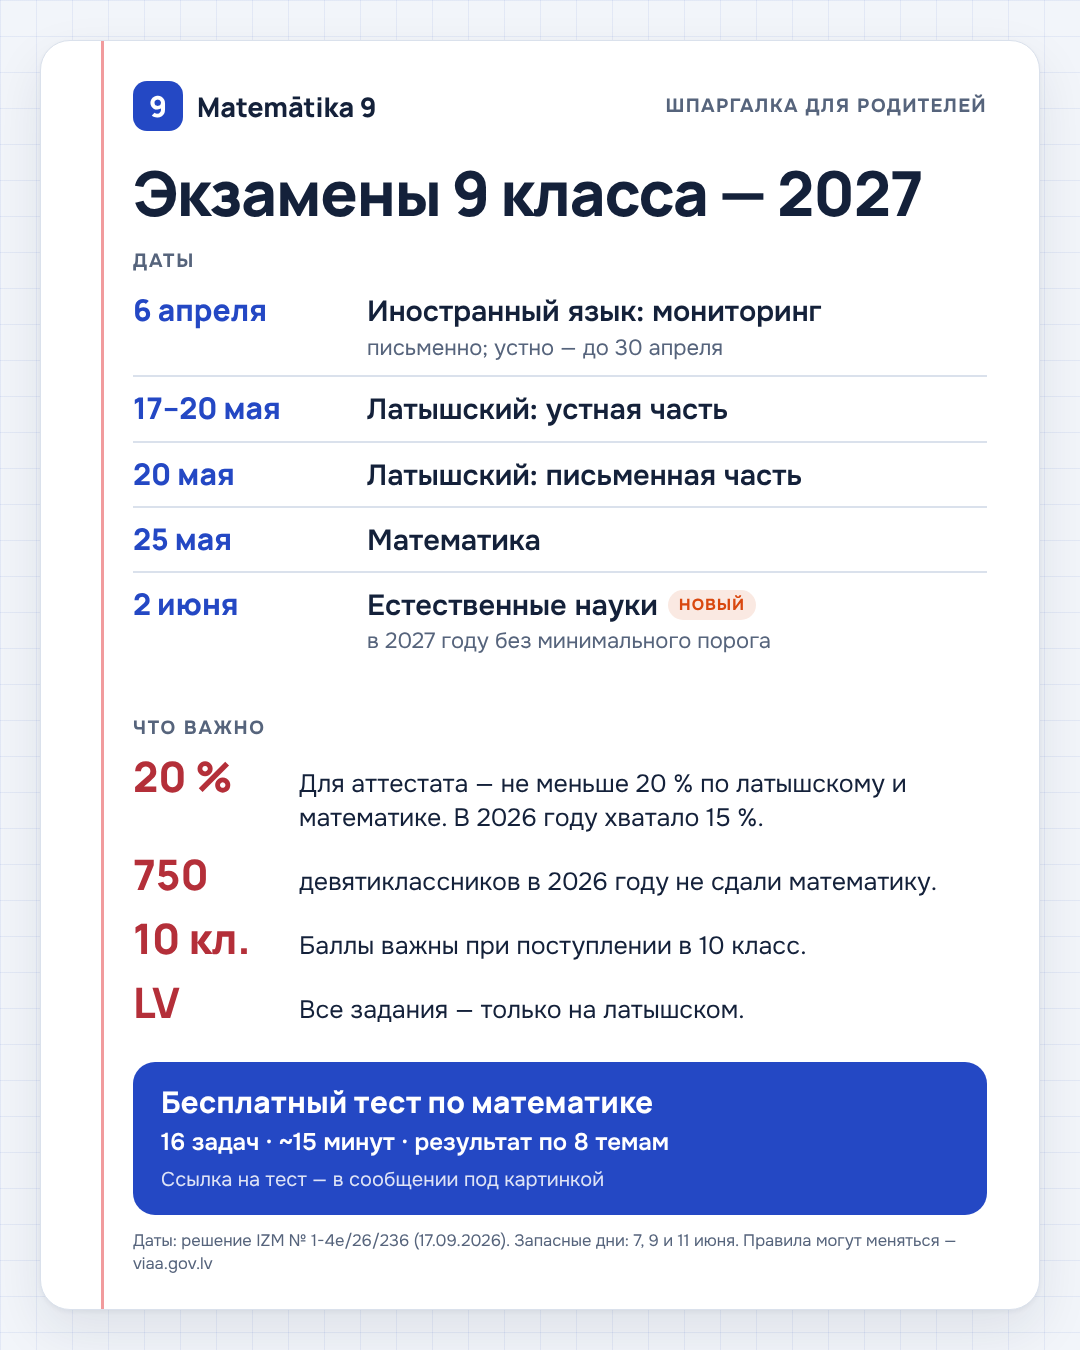 9 Matemātika 9
ШПАРГАЛКА ДЛЯ РОДИТЕЛЕЙ
Экзамены 9 класса — 2027
ДАТЫ
6 апреля Иностранный язык: мониторинг
письменно; устно — до 30 апреля
17–20 мая Латышский: устная часть
20 мая Латышский: письменная часть
25 мая Математика
2 июня Естественные науки НОВЫЙ
в 2027 году без минимального порога
ЧТО ВАЖНО
20 % Для аттестата — не меньше 20 % по латышскому и
математике. В 2026 году хватало 15 %.
750 девятиклассников в 2026 году не сдали математику.
10 кл. Баллы важны при поступлении в 10 класс.
LV Все задания — только на латышском.
Бесплатный тест по математике
16 задач · ~15 минут · результат по 8 темам
Ссылка на тест — в сообщении под картинкой
Даты: решение IZM № 1-4e/26/236 (17.09.2026). Запасные дни: 7, 9 и 11 июня. Правила могут меняться —
viaa.gov.lv